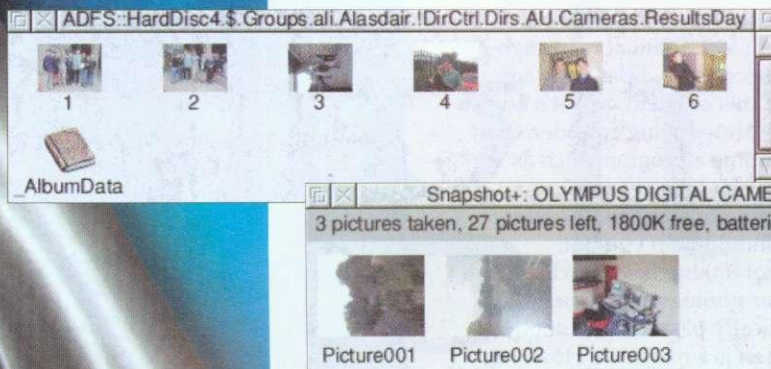 ADFS::HardDisc4.$.Groups.ali.Alasdair.!DirCtrl.Dirs.AU.Cameras.ResultsDay
1 2 3 4 5 6
_AlbumData
Snapshot+: OLYMPUS DIGITAL CAME
3 pictures taken, 27 pictures left, 1800K free, batteri
Picture001 Picture002 Picture003